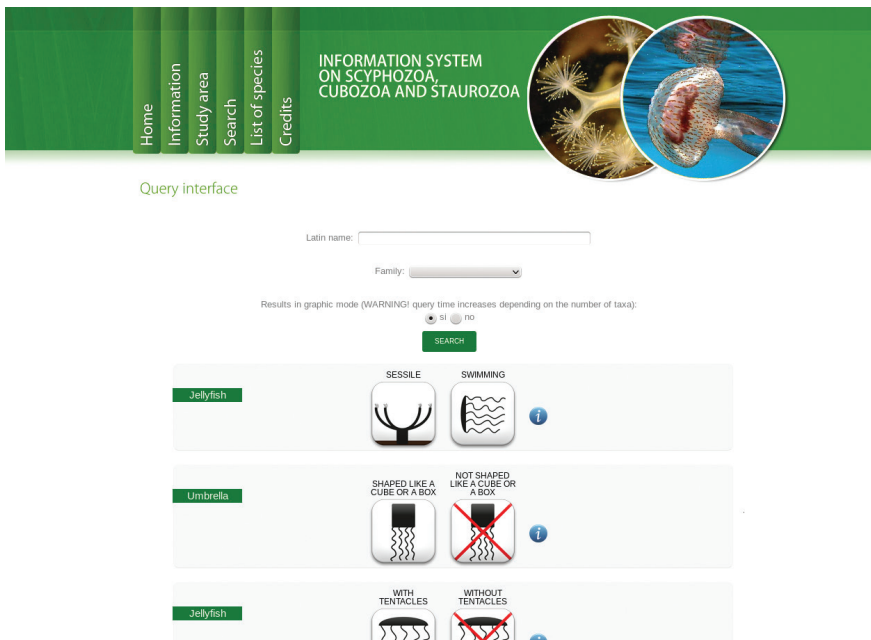 Home
Information
Study area
Search
List of species
Credits
INFORMATION SYSTEM
ON SCYPHOZOA,
CUBOZOA AND STAUROZOA
Query interface
Latin name:
Family:
Results in graphic mode (WARNING! query time increases depending on the number of taxa):
si no
SEARCH
SESSILE SWIMMING
Jellyfish
i
SHAPED LIKE A
CUBE OR A BOX
NOT SHAPED
LIKE A CUBE OR
A BOX
Umbrella
i
WITH
TENTACLES
WITHOUT
TENTACLES
Jellyfish